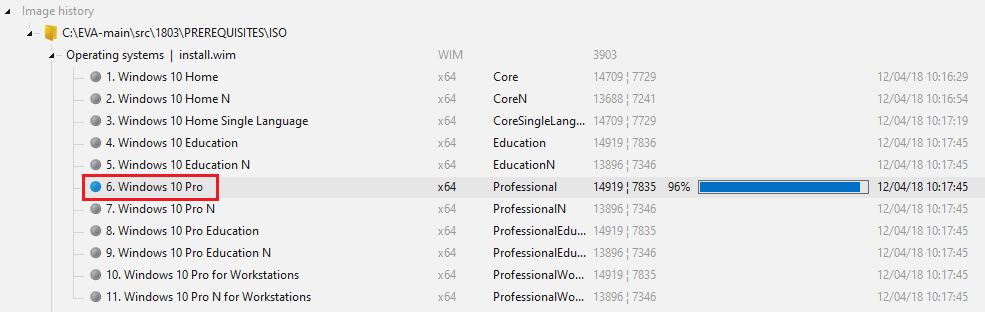 Image history
C:\EVA-main\src\1803\PREREQUISITES\ISO
Operating systems | install.wim WIM 3903
1. Windows 10 Home x64 Core 14709 ¦ 7729 12/04/18 10:16:29
2. Windows 10 Home N x64 CoreN 13688 ¦ 7241 12/04/18 10:16:54
3. Windows 10 Home Single Language x64 CoreSingleLang... 14709 ¦ 7729 12/04/18 10:17:19
4. Windows 10 Education x64 Education 14919 ¦ 7836 12/04/18 10:17:45
5. Windows 10 Education N x64 EducationN 13896 ¦ 7346 12/04/18 10:17:45
6. Windows 10 Pro x64 Professional 14919 ¦ 7835 96% 12/04/18 10:17:45
7. Windows 10 Pro N x64 ProfessionalN 13896 ¦ 7346 12/04/18 10:17:45
8. Windows 10 Pro Education x64 ProfessionalEdu... 14919 ¦ 7835 12/04/18 10:17:45
9. Windows 10 Pro Education N x64 ProfessionalEdu... 13896 ¦ 7346 12/04/18 10:17:45
10. Windows 10 Pro for Workstations x64 ProfessionalWo... 14919 ¦ 7835 12/04/18 10:17:45
11. Windows 10 Pro N for Workstations x64 ProfessionalWo... 13896 ¦ 7346 12/04/18 10:17:45